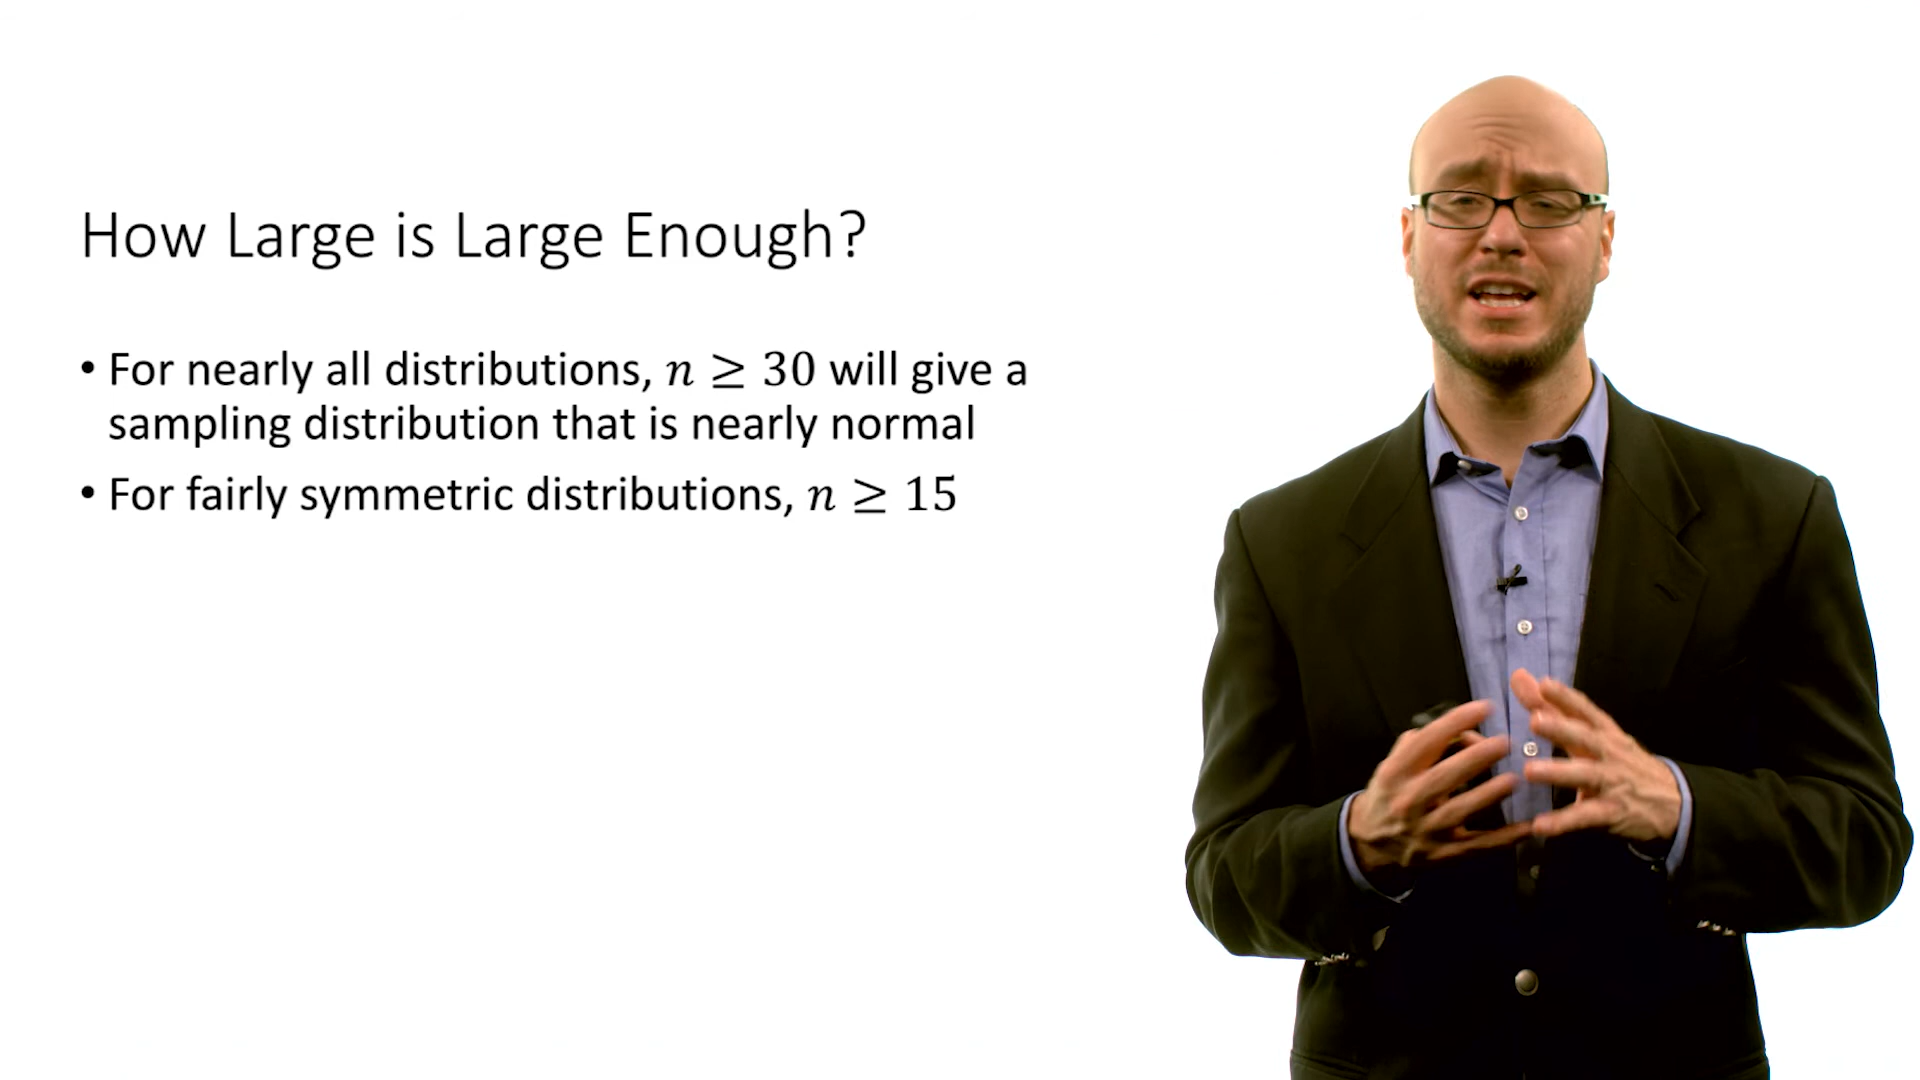 How Large is Large Enough?
• For nearly all distributions, n ≥ 30 will give a
sampling distribution that is nearly normal
• For fairly symmetric distributions, n ≥ 15